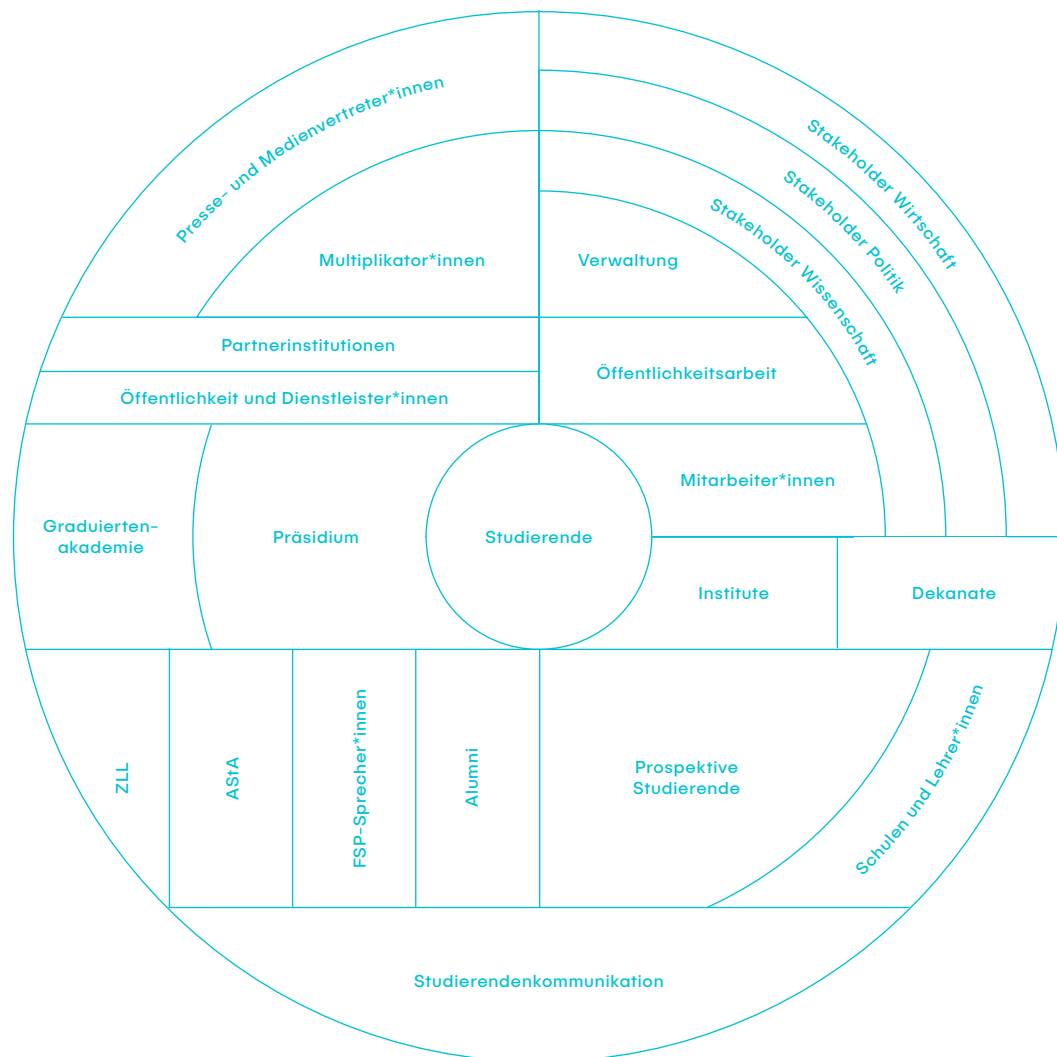 Presse- und Medienvertreter*innen
Stakeholder Wirtschaft
Stakeholder Politik
Stakeholder Wissenschaft
Multiplikator*innen
Verwaltung
Partnerinstitutionen
Öffentlichkeitsarbeit
Öffentlichkeit und Dienstleister*innen
Mitarbeiter*innen
Graduierten-
akademie
Präsidium
Studierende
Institute
Dekanate
ZLL
AStA
FSP-Sprecher*innen
Alumni
Prospektive
Studierende
Schulen und Lehrer*innen
Studierendenkommunikation